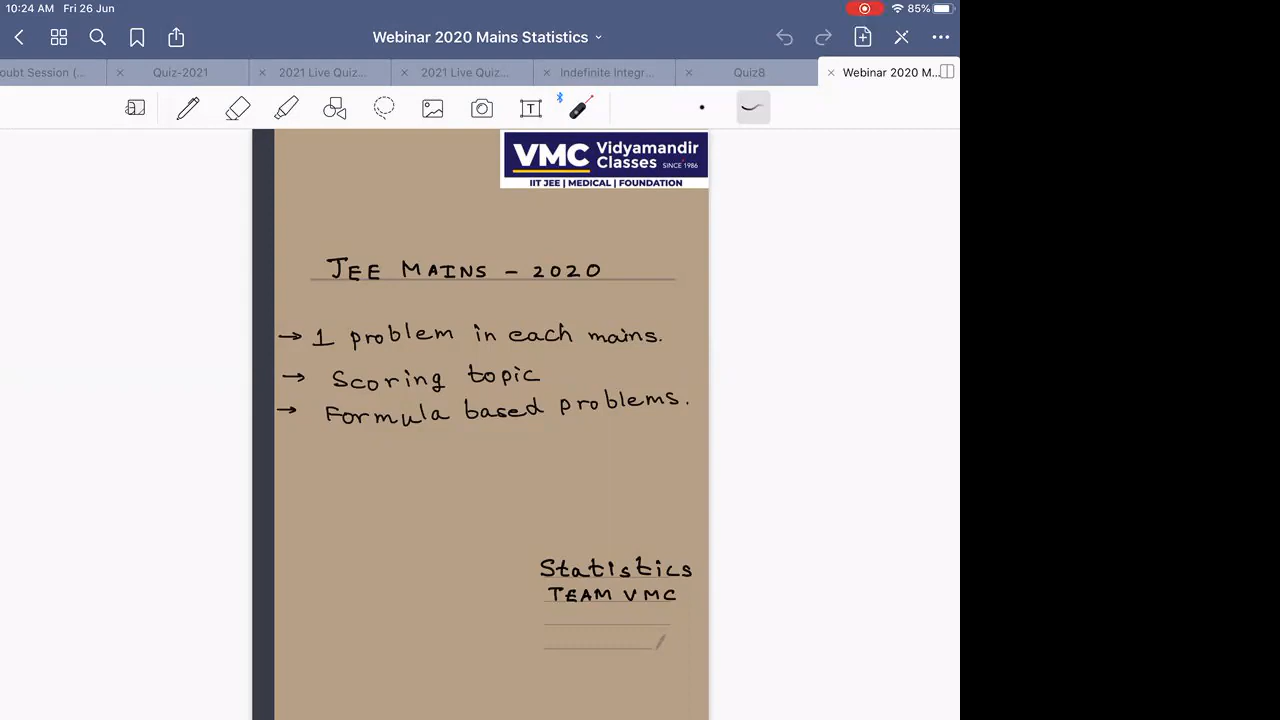 10:24 AM Fri 26 Jun
85%
Webinar 2020 Mains Statistics
oubt Session (...
Quiz-2021
2021 Live Quiz...
2021 Live Quiz...
Indefinite Integr...
Quiz8
Webinar 2020 M...
T
VMC Vidyamandir Classes SINCE 1986
IIT JEE | MEDICAL | FOUNDATION
JEE MAINS - 2020
→ 1 problem in each mains.
→ Scoring topic
→ Formula based problems.
Statistics
TEAM VMC